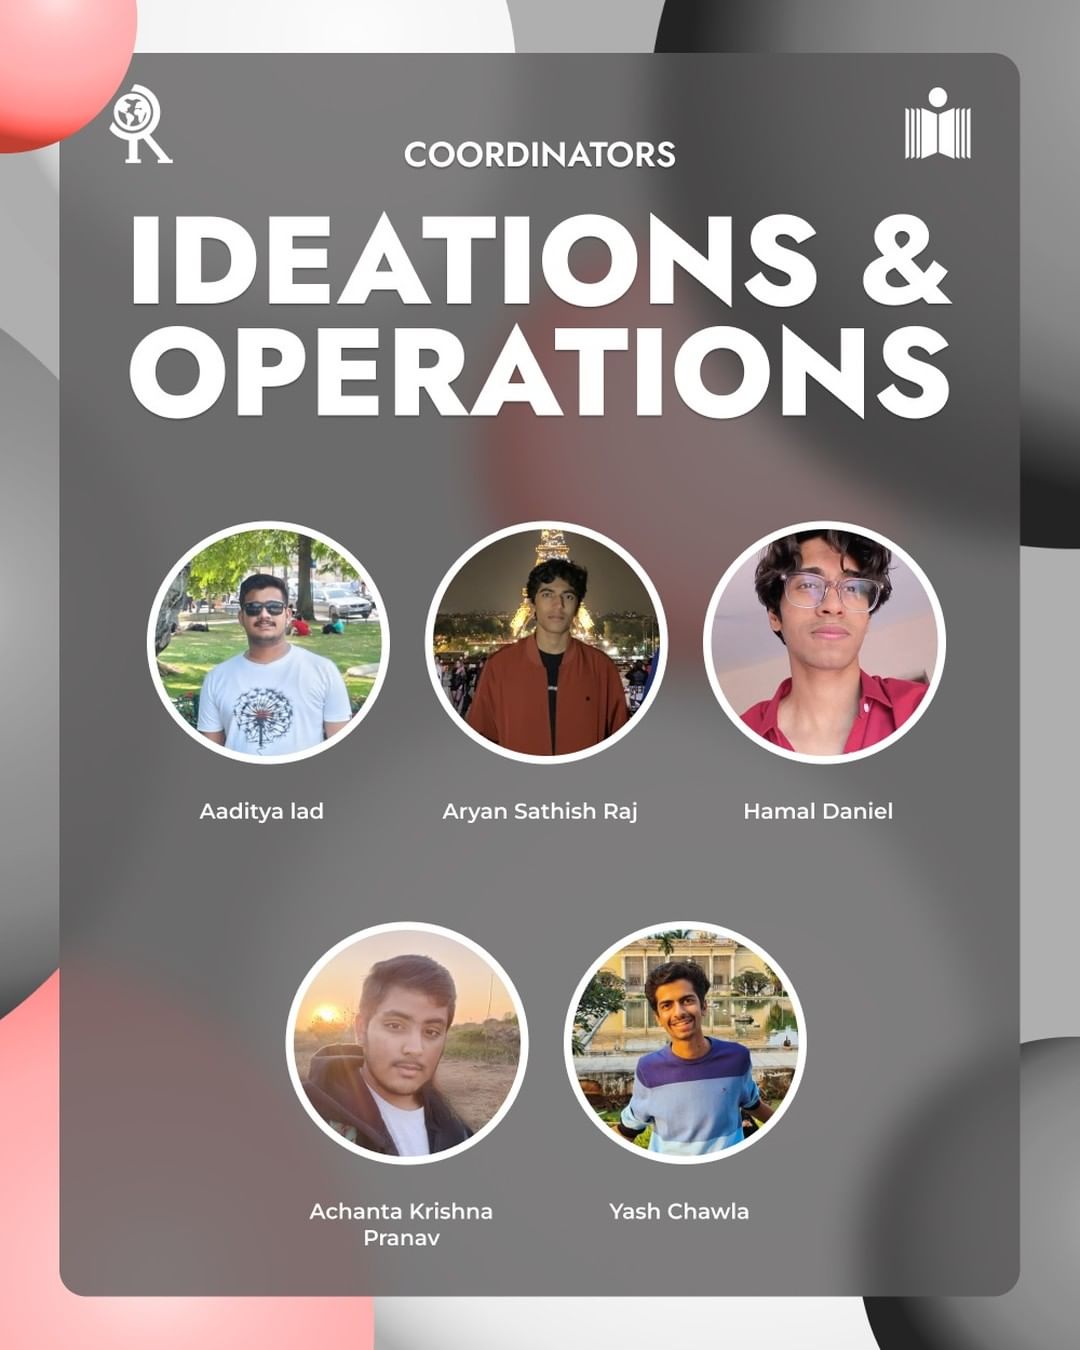 COORDINATORS
IDEATIONS &
OPERATIONS
Aaditya lad
Aryan Sathish Raj
Hamal Daniel
Achanta Krishna
Pranav
Yash Chawla